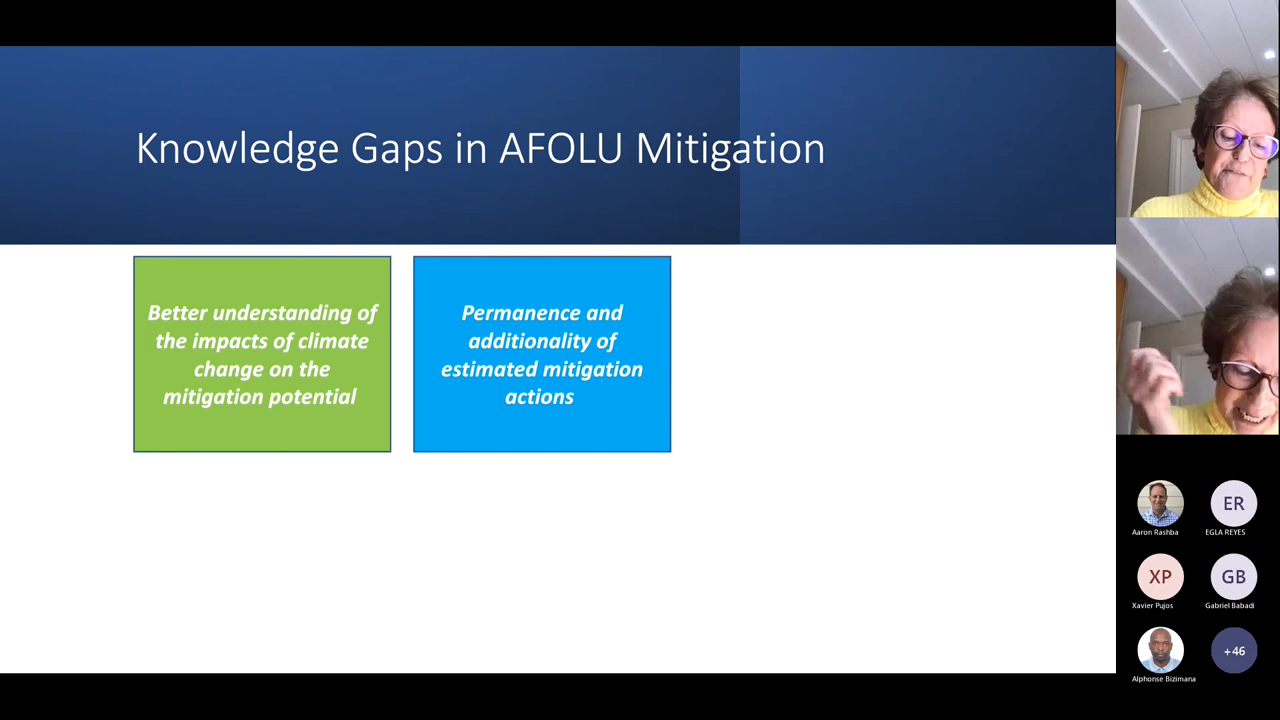 Knowledge Gaps in AFOLU Mitigation
Better understanding of
the impacts of climate
change on the
mitigation potential
Permanence and
additionality of
estimated mitigation
actions
Aaron Rashba
ER
EGLA REYES
XP
Xavier Pujos
GB
Gabriel Babadi
Alphonse Bizimana
+46